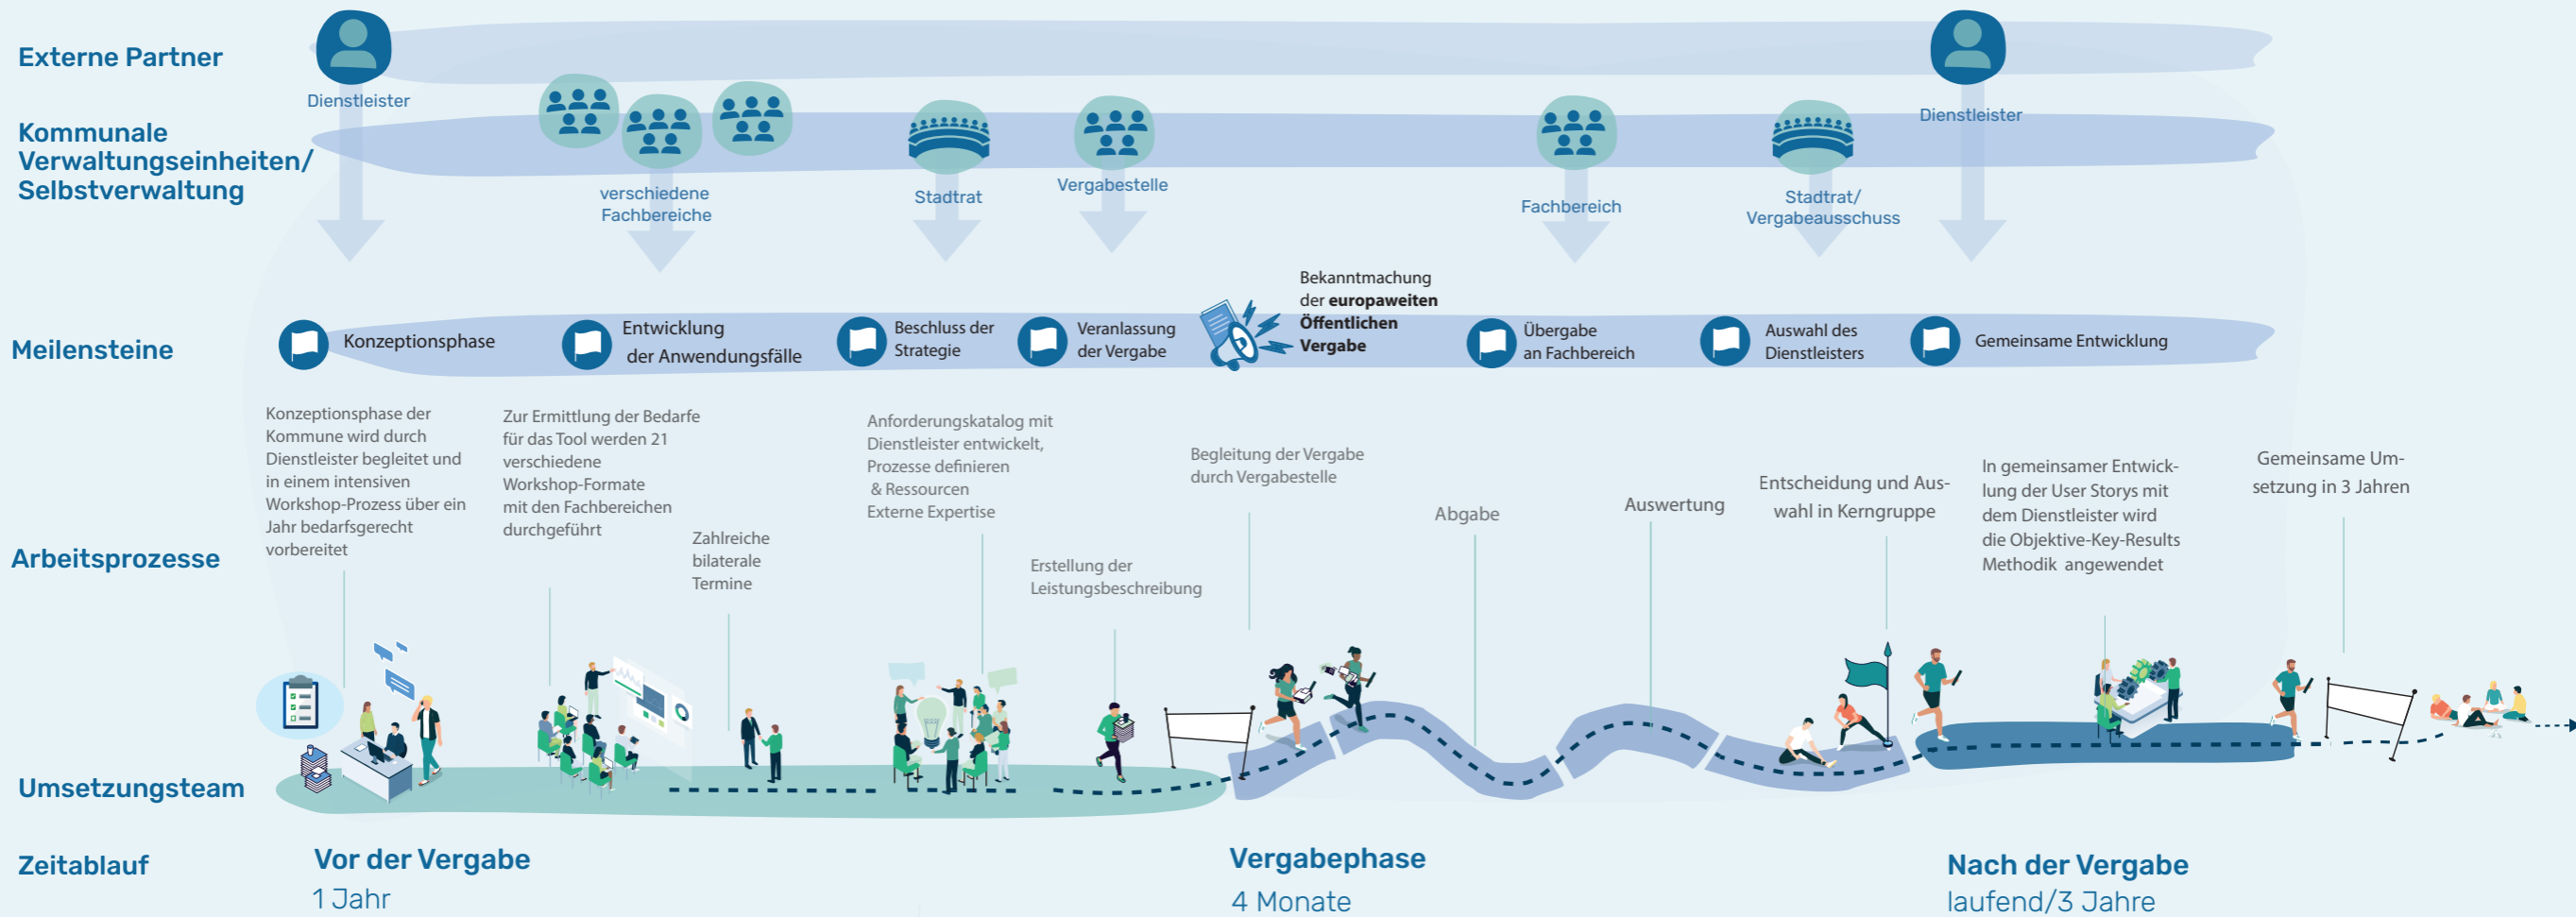 Externe Partner
Dienstleister
Dienstleister
Kommunale
Verwaltungseinheiten/
Selbstverwaltung
verschiedene
Fachbereiche
Stadtrat
Vergabestelle
Fachbereich
Stadtrat/
Vergabeausschuss
Meilensteine
Konzeptionsphase
Entwicklung
der Anwendungsfälle
Beschluss der
Strategie
Veranlassung
der Vergabe
Bekanntmachung
der europaweiten
Öffentlichen
Vergabe
Übergabe
an Fachbereich
Auswahl des
Dienstleisters
Gemeinsame Entwicklung
Arbeitsprozesse
Konzeptionsphase der
Kommune wird durch
Dienstleister begleitet und
in einem intensiven
Workshop-Prozess über ein
Jahr bedarfsgerecht
vorbereitet
Zur Ermittlung der Bedarfe
für das Tool werden 21
verschiedene
Workshop-Formate
mit den Fachbereichen
durchgeführt
Zahlreiche
bilaterale
Termine
Anforderungskatalog mit
Dienstleister entwickelt,
Prozesse definieren
& Ressourcen
Externe Expertise
Erstellung der
Leistungsbeschreibung
Begleitung der Vergabe
durch Vergabestelle
Abgabe
Auswertung
Entscheidung und Aus-
wahl in Kerngruppe
In gemeinsamer Entwick-
lung der User Storys mit
dem Dienstleister wird
die Objektive-Key-Results
Methodik angewendet
Gemeinsame Um-
setzung in 3 Jahren
Umsetzungsteam
Zeitablauf
Vor der Vergabe
1 Jahr
Vergabephase
4 Monate
Nach der Vergabe
laufend/3 Jahre